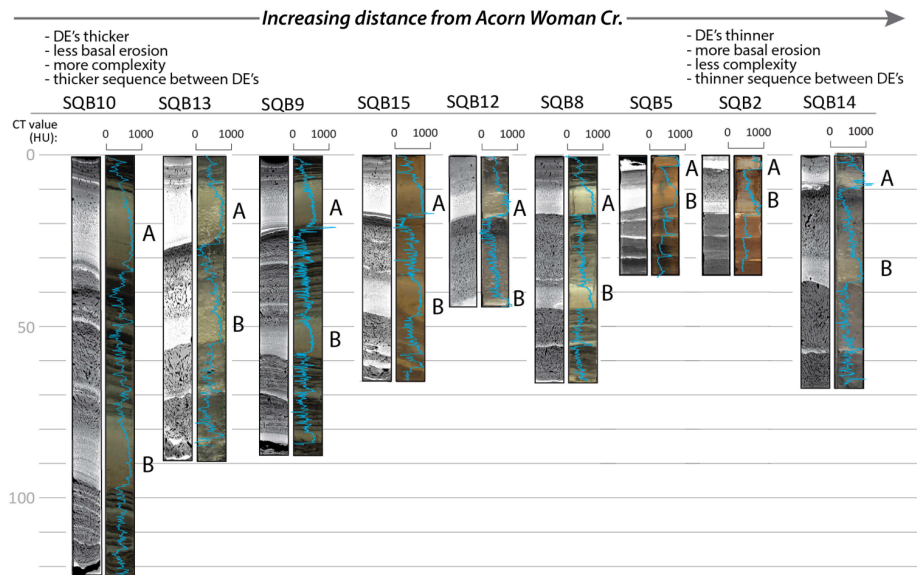 Increasing distance from Acorn Woman Cr.
- DE's thicker
- less basal erosion
- more complexity
- thicker sequence between DE's
- DE's thinner
- more basal erosion
- less complexity
- thinner sequence between DE's
SQB10 SQB13 SQB9 SQB15 SQB12 SQB8 SQB5 SQB2 SQB14
CT value
(HU):
0 1000 0 1000 0 1000 0 1000 0 1000 0 1000 0 1000 0 1000 0 1000
0
A A A A A A A A A
B B
50
B B B B B B
100
B